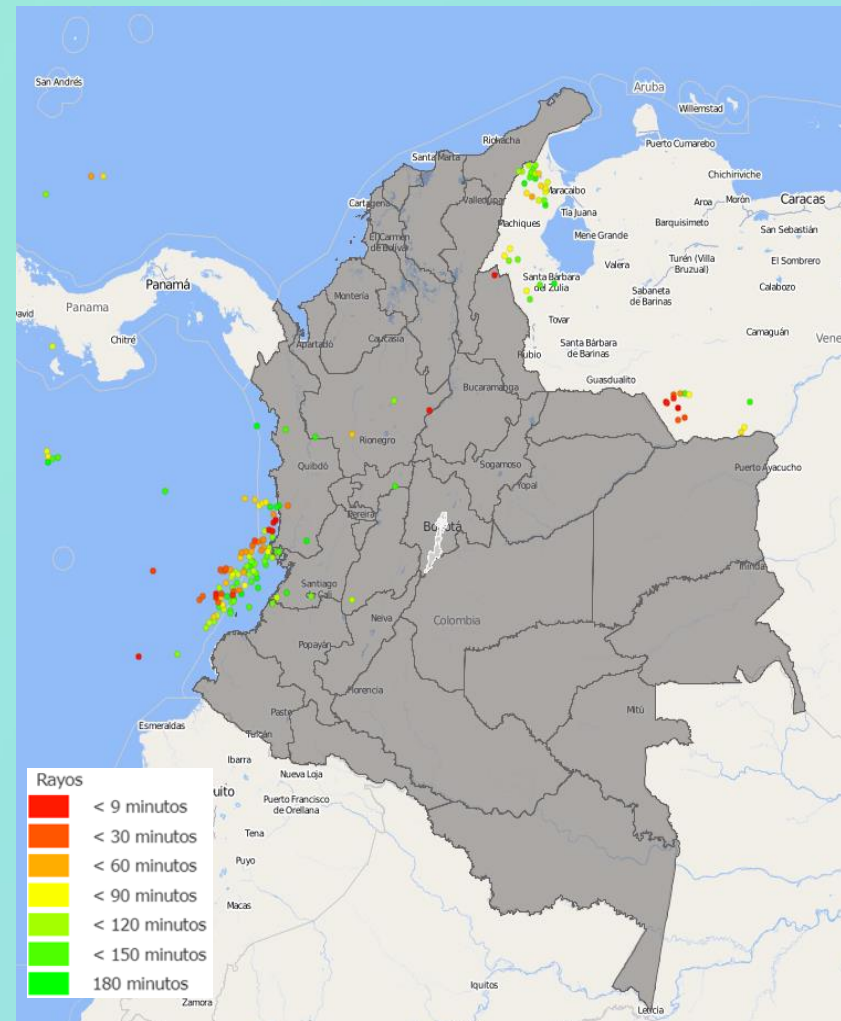 San Andrés
Aruba
Willemstad
Riohacha
Puerto Cumarebo
Santa Marta
Chichiriviche
Maracaibo
Caracas
Valledupar
Cartagena
Aroa
Morón
Tía Juana
Barquisimeto
San Sebastián
Machiques
El Carmen
de Bolívar
Mene Grande
Turén (Villa
Bruzual)
El Sombrero
Valera
Panamá
Santa Bárbara
del Zulia
Sabaneta
de Barinas
Calabozo
Montería
Panama
David
Tovar
Camaguán
Chitré
Caucasia
Apartadó
Santa Bárbara
de Barinas
Vene
Rubio
Guasdualito
Bucaramanga
Rionegro
Quibdó
Sogamoso
Puerto Ayacucho
Yopal
Pereira
Bogotá
Inírida
Santiago
de Cali
Neiva
Colombia
Popayán
Florencia
Mitú
Pasto
Esmeraldas
Tulcán
Ibarra
Nueva Loja
uito
Puerto Francisco
de Orellana
Tena
Puyo
Macas
Zamora
Iquitos
Leticia
Rayos
< 9 minutos
< 30 minutos
< 60 minutos
< 90 minutos
< 120 minutos
< 150 minutos
180 minutos